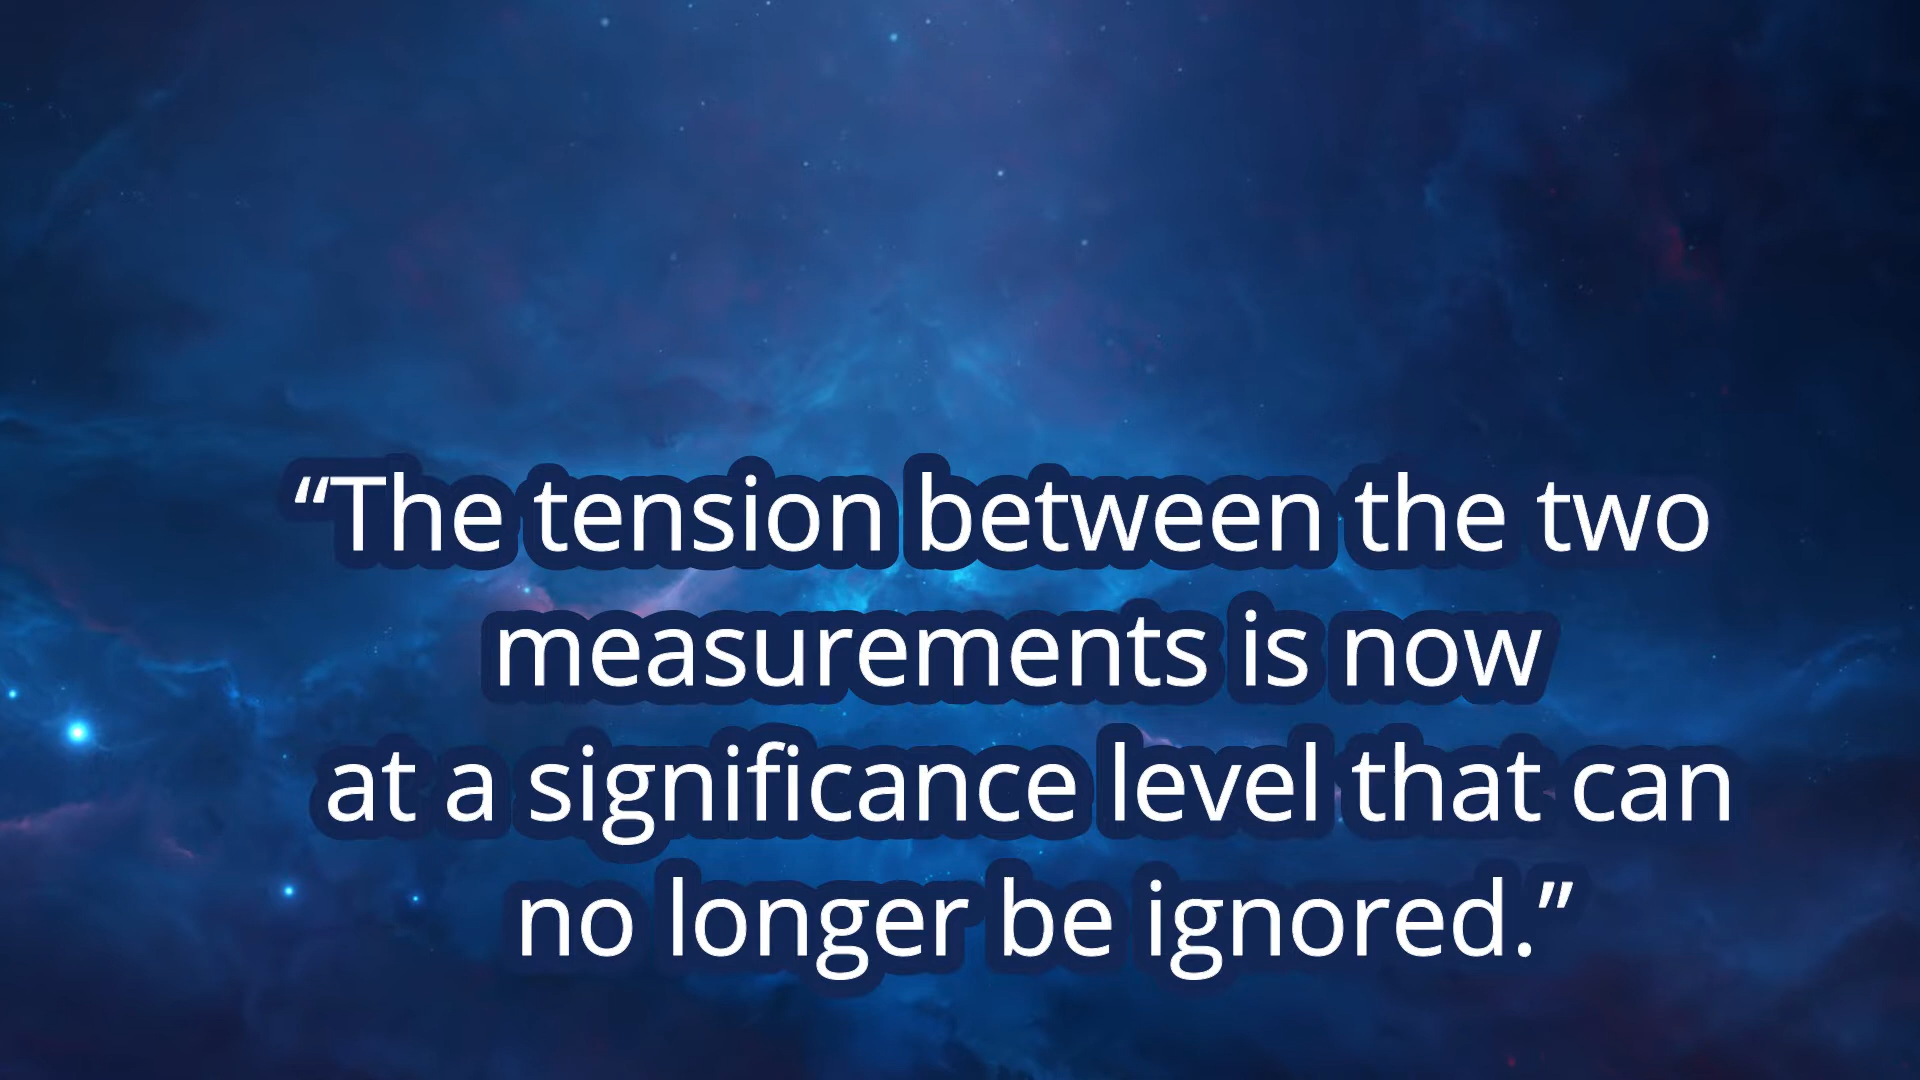 “The tension between the two
measurements is now
at a significance level that can
no longer be ignored.”